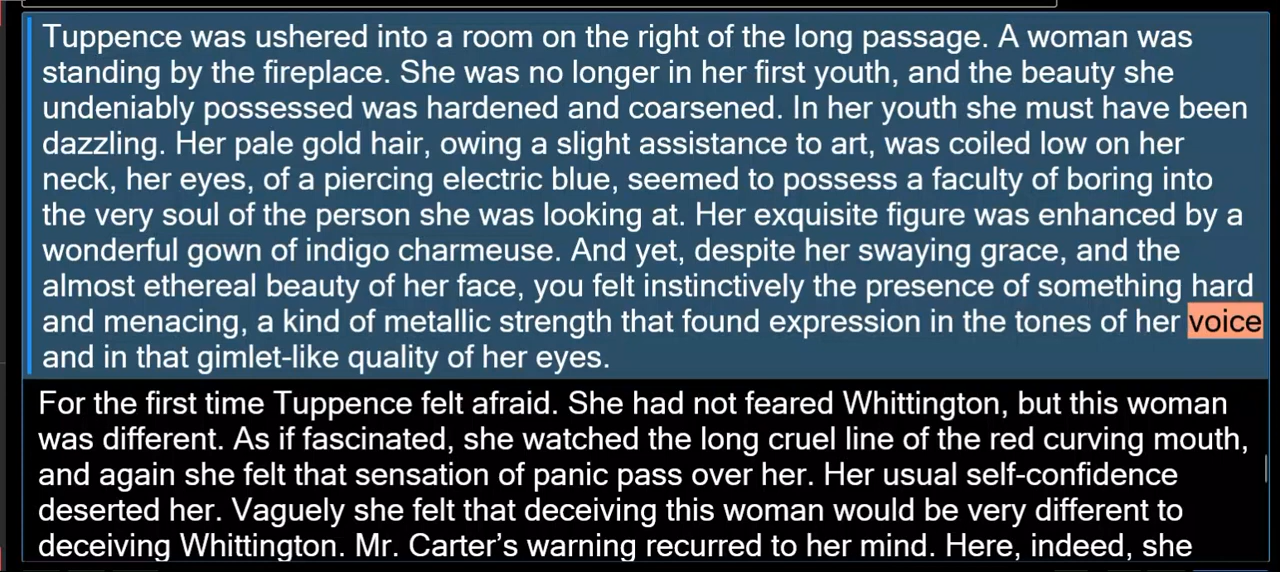 Tuppence was ushered into a room on the right of the long passage. A woman was
standing by the fireplace. She was no longer in her first youth, and the beauty she
undeniably possessed was hardened and coarsened. In her youth she must have been
dazzling. Her pale gold hair, owing a slight assistance to art, was coiled low on her
neck, her eyes, of a piercing electric blue, seemed to possess a faculty of boring into
the very soul of the person she was looking at. Her exquisite figure was enhanced by a
wonderful gown of indigo charmeuse. And yet, despite her swaying grace, and the
almost ethereal beauty of her face, you felt instinctively the presence of something hard
and menacing, a kind of metallic strength that found expression in the tones of her voice
and in that gimlet-like quality of her eyes.
For the first time Tuppence felt afraid. She had not feared Whittington, but this woman
was different. As if fascinated, she watched the long cruel line of the red curving mouth,
and again she felt that sensation of panic pass over her. Her usual self-confidence
deserted her. Vaguely she felt that deceiving this woman would be very different to
deceiving Whittington. Mr. Carter’s warning recurred to her mind. Here, indeed, she